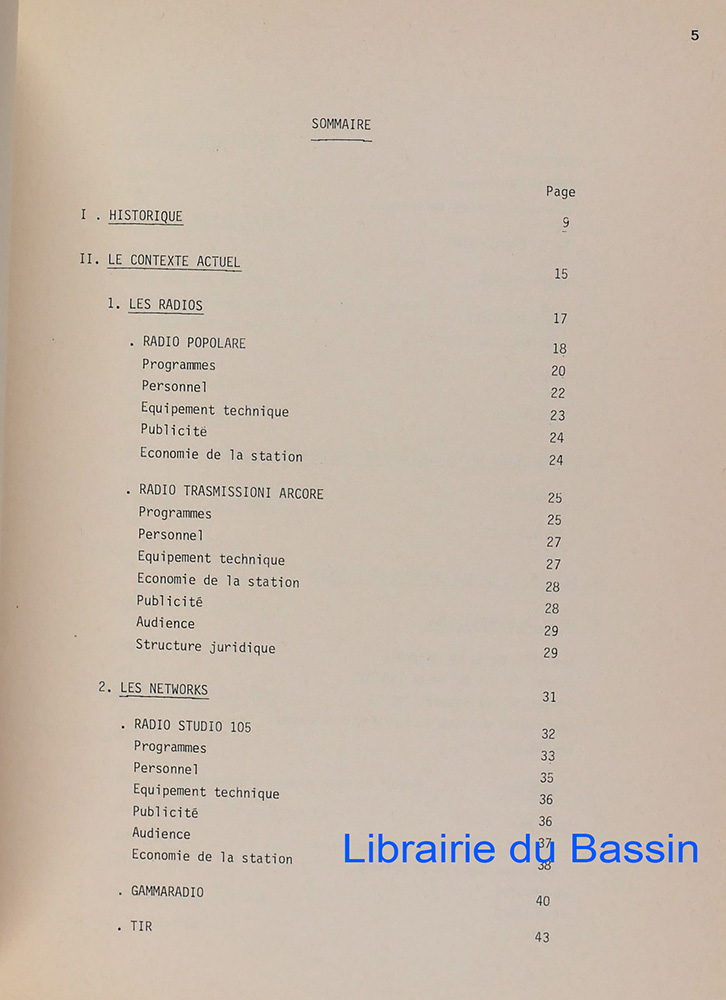 5
SOMMAIRE
Page
I . HISTORIQUE 9
II. LE CONTEXTE ACTUEL 15
1. LES RADIOS 17
. RADIO POPOLARE 18
Programmes 20
Personnel 22
Equipement technique 23
Publicité 24
Economie de la station 24
. RADIO TRASMISSIONI ARCORE 25
Programmes 25
Personnel 27
Equipement technique 27
Economie de la station 28
Publicité 28
Audience 29
Structure juridique 29
2. LES NETWORKS 31
. RADIO STUDIO 105 32
Programmes 33
Personnel 35
Equipement technique 36
Publicité 36
Audience 37
Economie de la station 38
Librairie du Bassin
. GAMMARADIO 40
. TIR 43